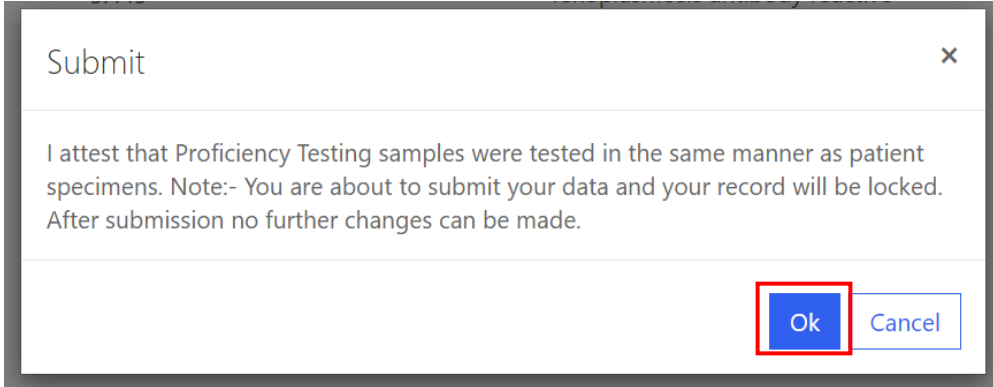 Submit
×
I attest that Proficiency Testing samples were tested in the same manner as patient
specimens. Note:- You are about to submit your data and your record will be locked.
After submission no further changes can be made.
Ok Cancel